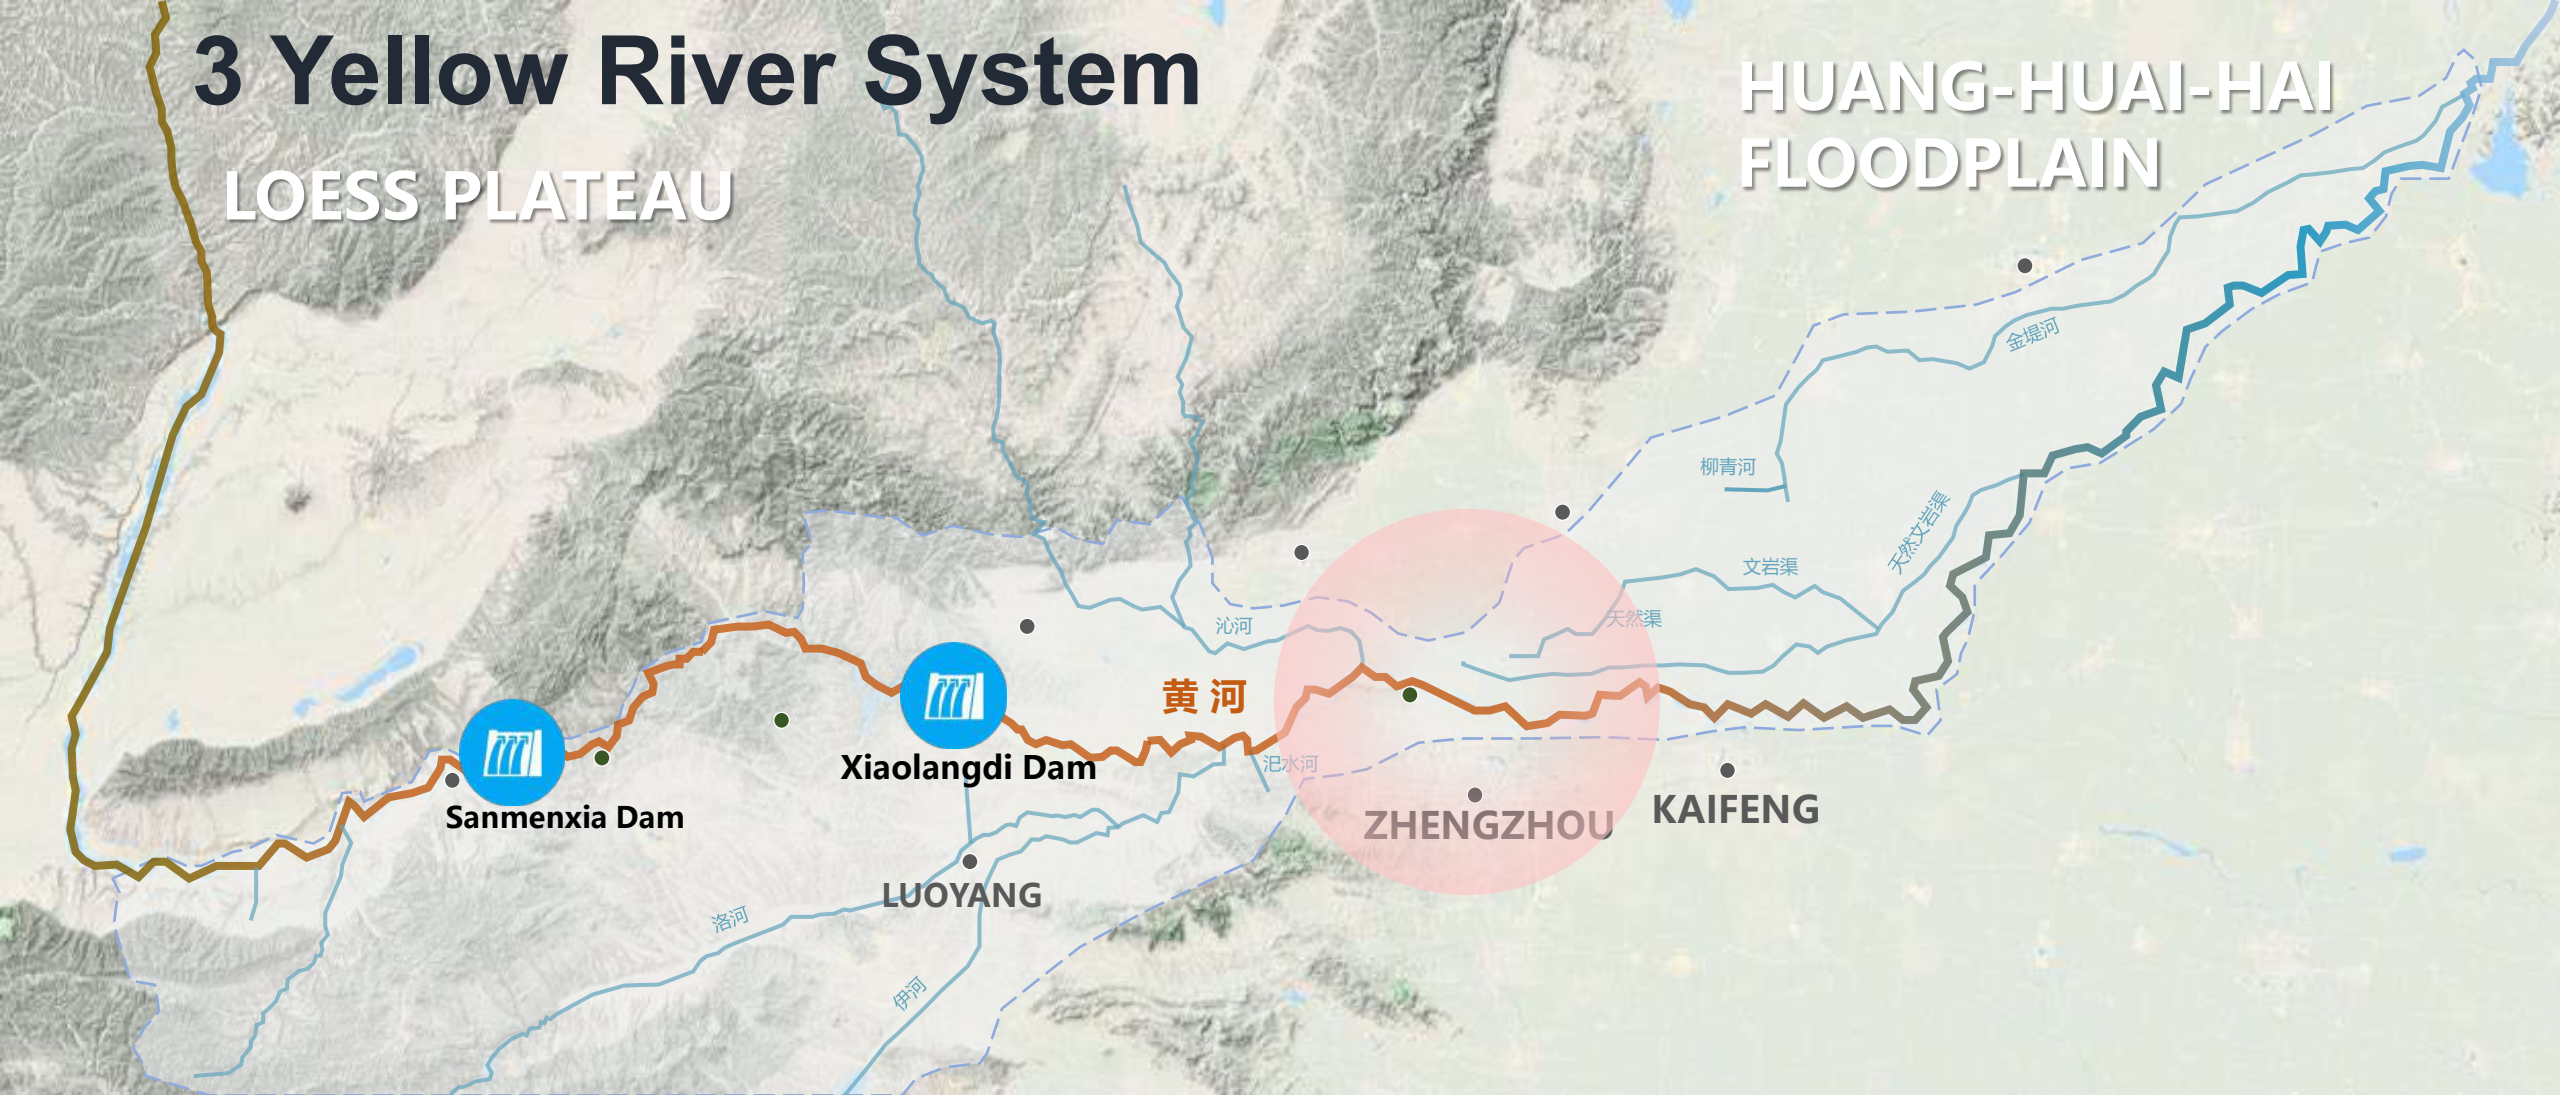 3 Yellow River System
LOESS PLATEAU
HUANG-HUAI-HAI
FLOODPLAIN
金堤河
柳青河
天然文岩渠
文岩渠
天然渠
沁河
黄河
汜水河
Xiaolangdi Dam
Sanmenxia Dam
ZHENGZHOU
KAIFENG
LUOYANG
洛河
伊河